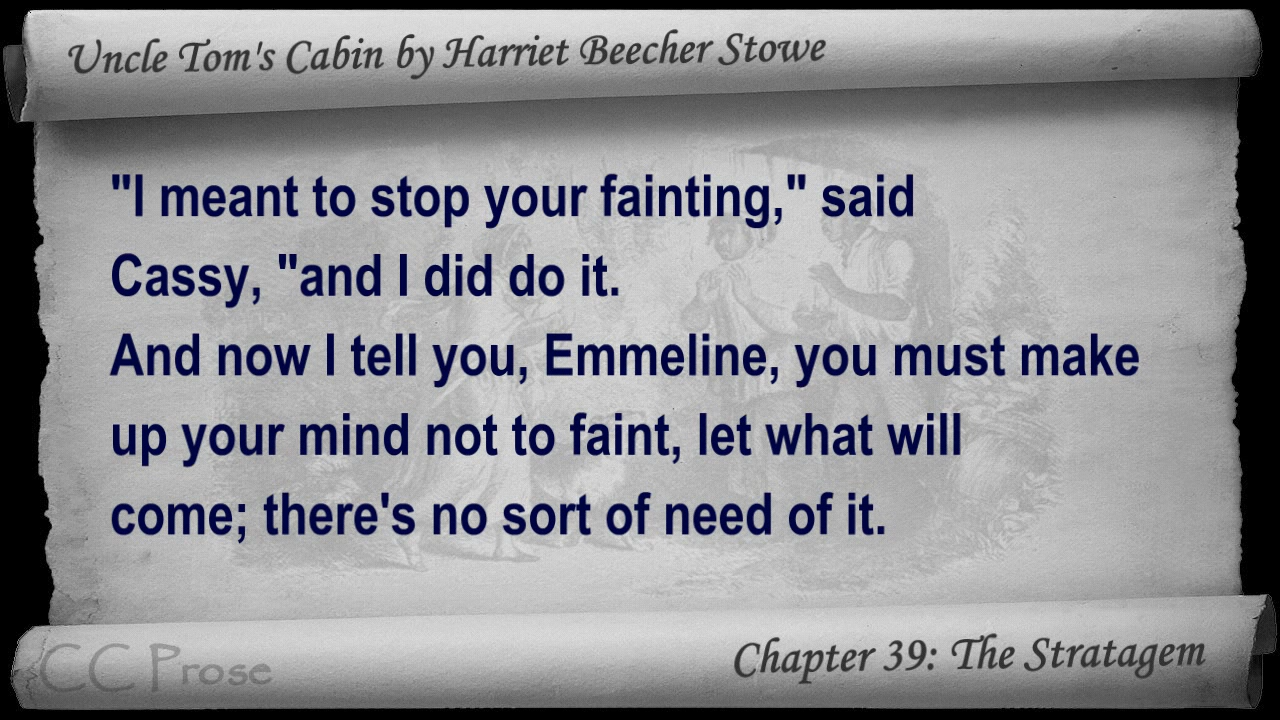 Uncle Tom's Cabin by Harriet Beecher Stowe
"I meant to stop your fainting," said
Cassy, "and I did do it.
And now I tell you, Emmeline, you must make
up your mind not to faint, let what will
come; there's no sort of need of it.
CC Prose
Chapter 39: The Stratagem